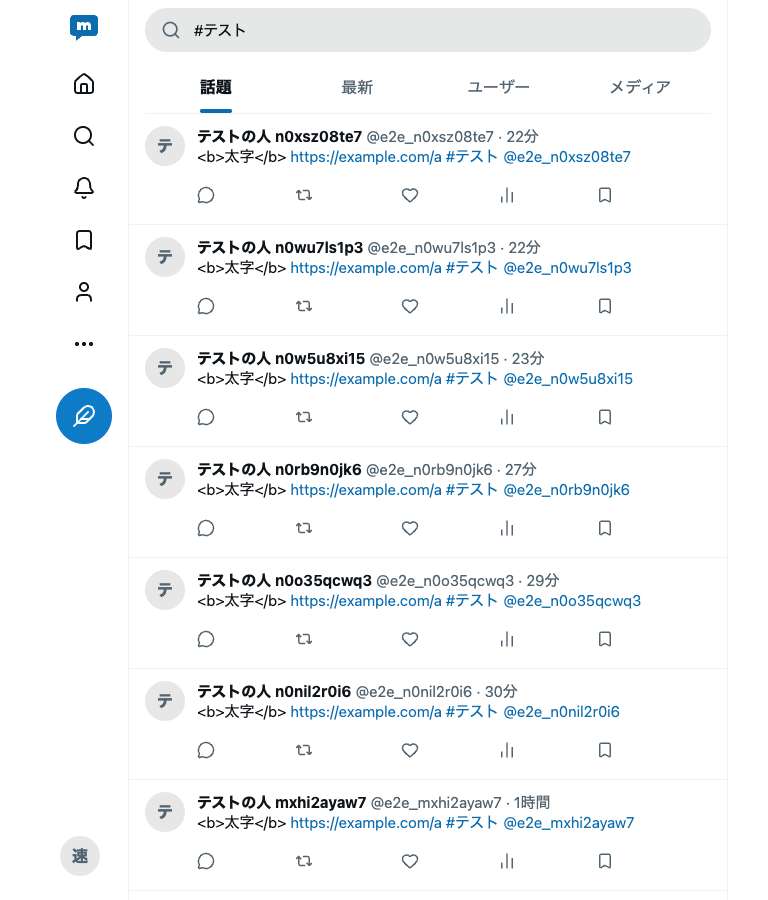 m
#テスト
話題 最新 ユーザー メディア
テ
テストの人 n0xsz08te7 @e2e_n0xsz08te7 · 22分
<b>太字</b> https://example.com/a #テスト @e2e_n0xsz08te7
テ
テストの人 n0wu7ls1p3 @e2e_n0wu7ls1p3 · 22分
<b>太字</b> https://example.com/a #テスト @e2e_n0wu7ls1p3
テ
テストの人 n0w5u8xi15 @e2e_n0w5u8xi15 · 23分
<b>太字</b> https://example.com/a #テスト @e2e_n0w5u8xi15
テ
テストの人 n0rb9n0jk6 @e2e_n0rb9n0jk6 · 27分
<b>太字</b> https://example.com/a #テスト @e2e_n0rb9n0jk6
テ
テストの人 n0o35qcwq3 @e2e_n0o35qcwq3 · 29分
<b>太字</b> https://example.com/a #テスト @e2e_n0o35qcwq3
テ
テストの人 n0nil2r0i6 @e2e_n0nil2r0i6 · 30分
<b>太字</b> https://example.com/a #テスト @e2e_n0nil2r0i6
テ
テストの人 mxhi2ayaw7 @e2e_mxhi2ayaw7 · 1時間
<b>太字</b> https://example.com/a #テスト @e2e_mxhi2ayaw7
速